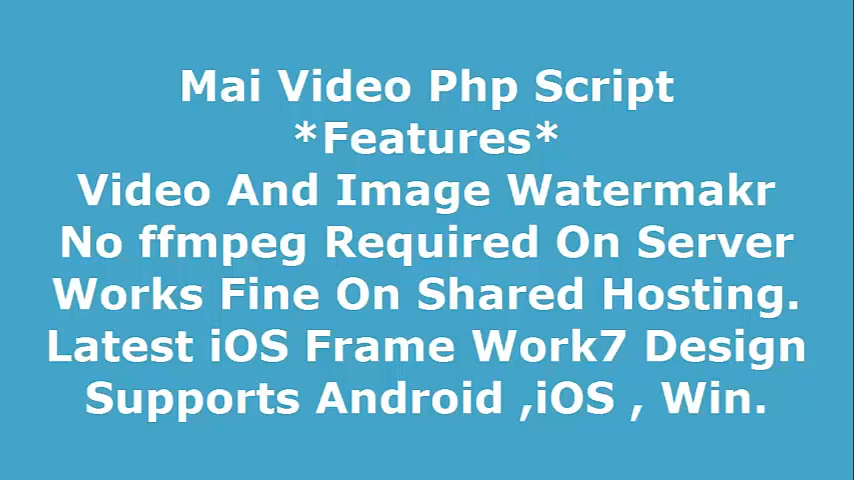 Mai Video Php Script
*Features*
Video And Image Watermakr
No ffmpeg Required On Server
Works Fine On Shared Hosting.
Latest iOS Frame Work7 Design
Supports Android ,iOS , Win.